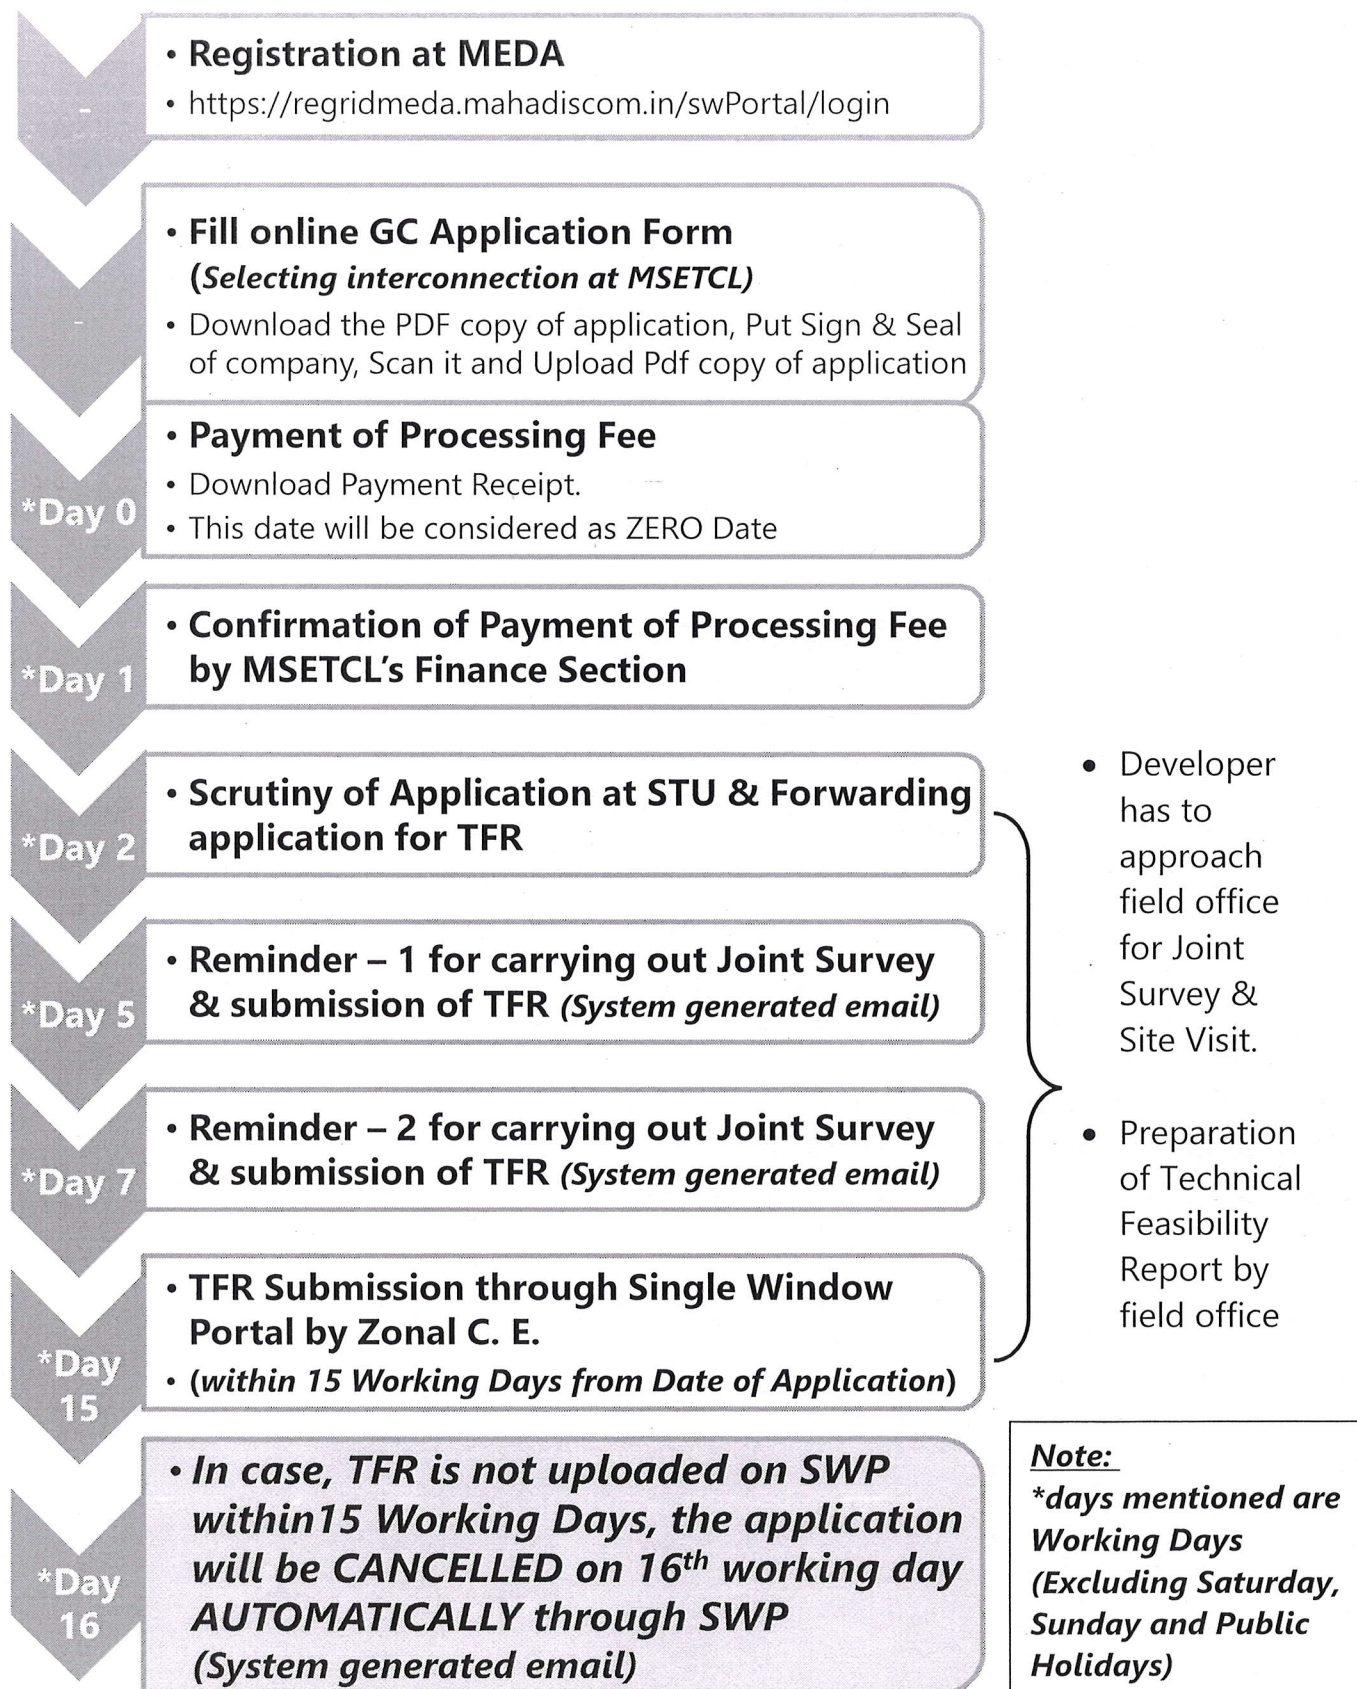 -
• Registration at MEDA
• https://regridmeda.mahadiscom.in/swPortal/login
-
• Fill online GC Application Form
(Selecting interconnection at MSETCL)
• Download the PDF copy of application, Put Sign & Seal
of company, Scan it and Upload Pdf copy of application
*Day 0
• Payment of Processing Fee
• Download Payment Receipt.
• This date will be considered as ZERO Date
*Day 1
• Confirmation of Payment of Processing Fee
by MSETCL's Finance Section
*Day 2
• Scrutiny of Application at STU & Forwarding
application for TFR
*Day 5
• Reminder – 1 for carrying out Joint Survey
& submission of TFR (System generated email)
*Day 7
• Reminder – 2 for carrying out Joint Survey
& submission of TFR (System generated email)
*Day
15
• TFR Submission through Single Window
Portal by Zonal C. E.
• (within 15 Working Days from Date of Application)
*Day
16
• In case, TFR is not uploaded on SWP
within15 Working Days, the application
will be CANCELLED on 16th working day
AUTOMATICALLY through SWP
(System generated email)
• Developer
has to
approach
field office
for Joint
Survey &
Site Visit.
• Preparation
of Technical
Feasibility
Report by
field office
Note:
*days mentioned are
Working Days
(Excluding Saturday,
Sunday and Public
Holidays)